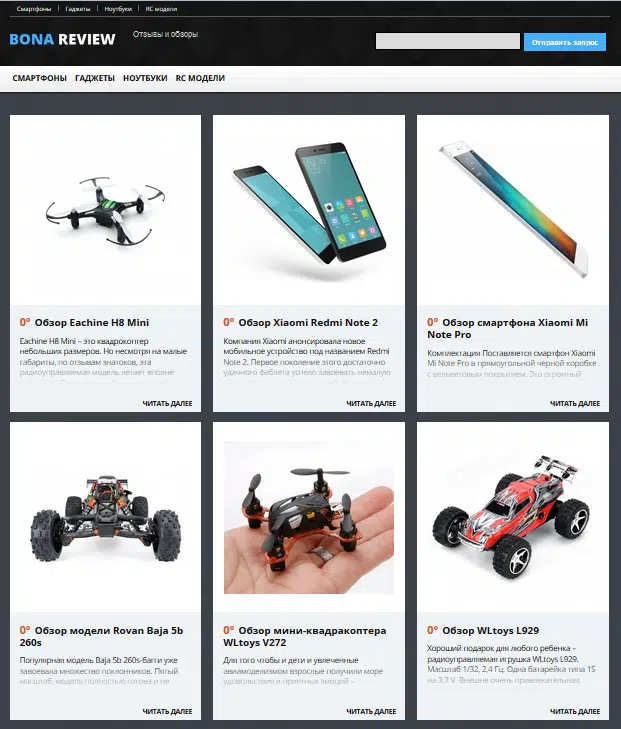 Смартфоны Гаджеты Ноутбуки RC модели
BONA REVIEW
Отзывы и обзоры
Отправить запрос
СМАРТФОНЫ ГАДЖЕТЫ НОУТБУКИ RC МОДЕЛИ
0° Обзор Eachine H8 Mini
Eachine H8 Mini – это квадрокоптер
небольших размеров. Но несмотря на малые
габариты, по отзывам знатоков, эта
радиоуправляемая модель летает вполне
ЧИТАТЬ ДАЛЕЕ
0° Обзор Xiaomi Redmi Note 2
Компания Xiaomi анонсировала новое
мобильное устройство под названием Redmi
Note 2. Первое поколение этого достаточно
удачного фаблета успело завоевать немалую
ЧИТАТЬ ДАЛЕЕ
0° Обзор смартфона Xiaomi Mi
Note Pro
Комплектация Поставляется смартфон Xiaomi
Mi Note Pro в прямоугольной черной коробке
с вельветовым покрытием. Это огромный
ЧИТАТЬ ДАЛЕЕ
0° Обзор модели Rovan Baja 5b
260s
Популярная модель Baja 5b 260s-багги уже
завоевала множество поклонников. Пятый
масштаб, модель полностью готова и не
ЧИТАТЬ ДАЛЕЕ
0° Обзор мини-квадракоптера
WLtoys V272
Для того чтобы и дети и увлеченные
авиамоделизмом взрослые получили море
удовольствия и приятных эмоций –
ЧИТАТЬ ДАЛЕЕ
0° Обзор WLtoys L929
Хороший подарок для любого ребенка –
радиоуправляемая игрушка WLtoys L929.
Масштаб 1/32, 2,4 Гц. Одна батарейка типа 1S
на 3.7 V. Внешне очень привлекательная
ЧИТАТЬ ДАЛЕЕ